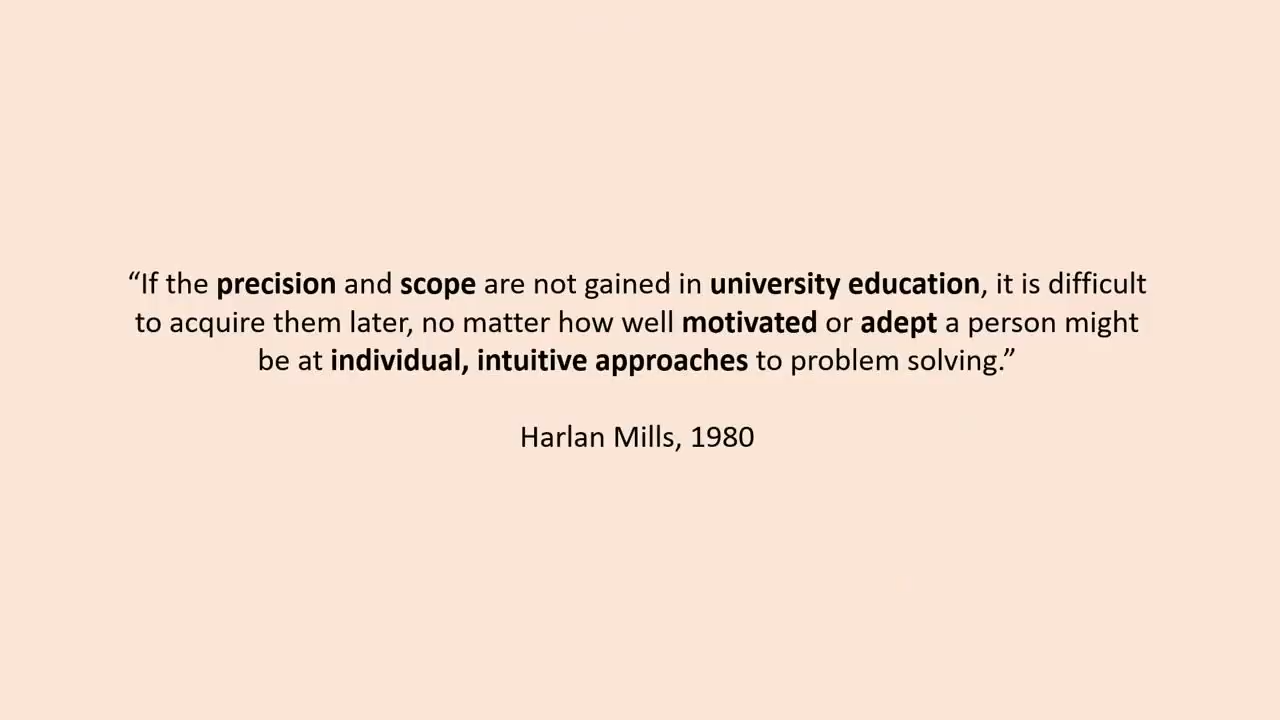 “If the precision and scope are not gained in university education, it is difficult
to acquire them later, no matter how well motivated or adept a person might
be at individual, intuitive approaches to problem solving.”
Harlan Mills, 1980